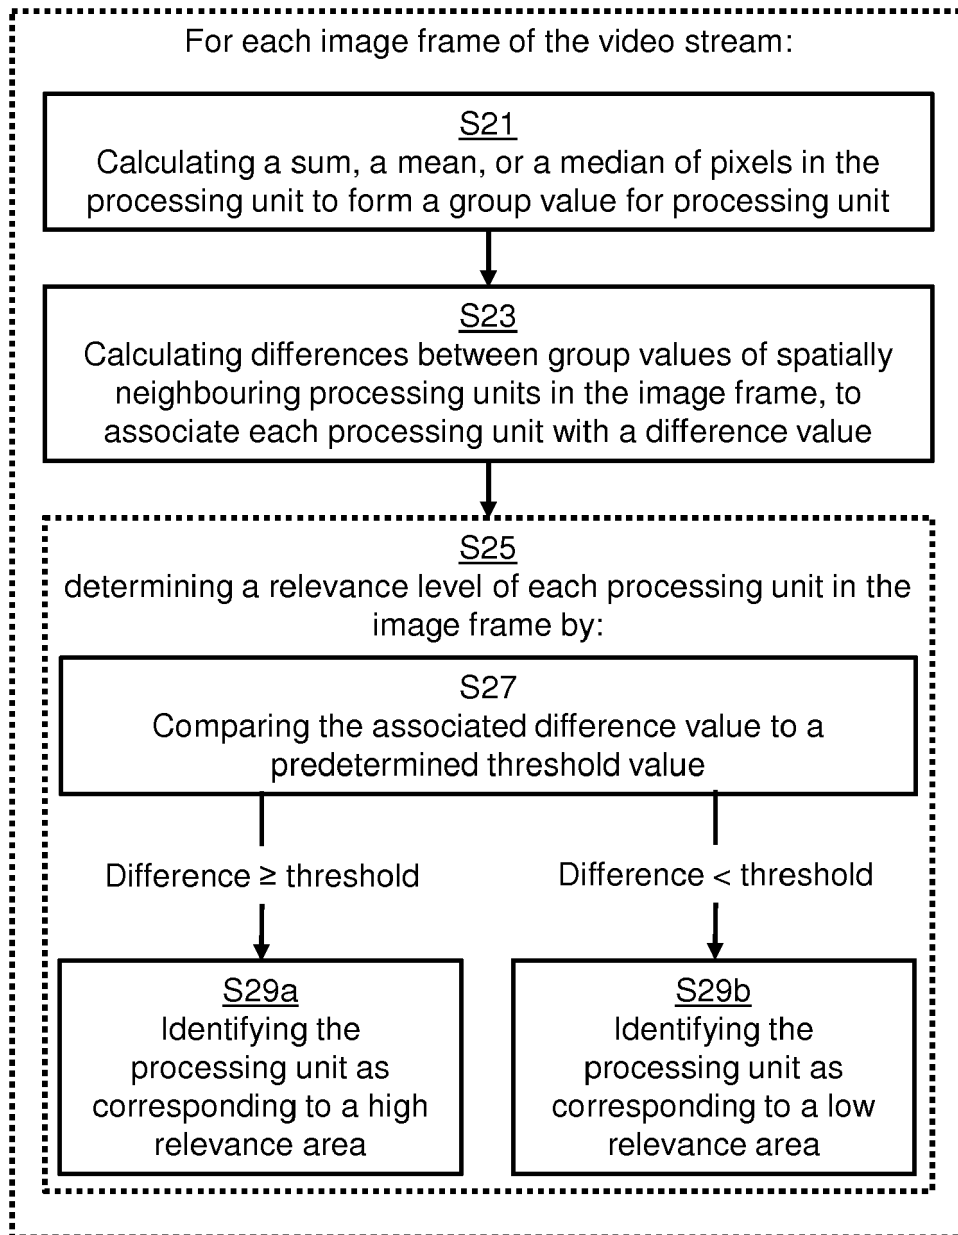 For each image frame of the video stream:
S21
Calculating a sum, a mean, or a median of pixels in the
processing unit to form a group value for processing unit
S23
Calculating differences between group values of spatially
neighbouring processing units in the image frame, to
associate each processing unit with a difference value
S25
determining a relevance level of each processing unit in the
image frame by:
S27
Comparing the associated difference value to a
predetermined threshold value
Difference ≥ threshold
Difference < threshold
S29a
Identifying the
processing unit as
corresponding to a high
relevance area
S29b
Identifying the
processing unit as
corresponding to a low
relevance area